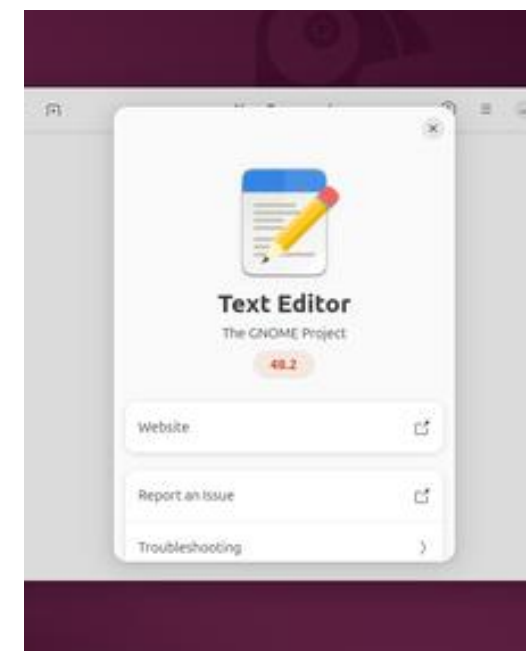 Text Editor
The GNOME Project
48.2
Website
Report an Issue
Troubleshooting